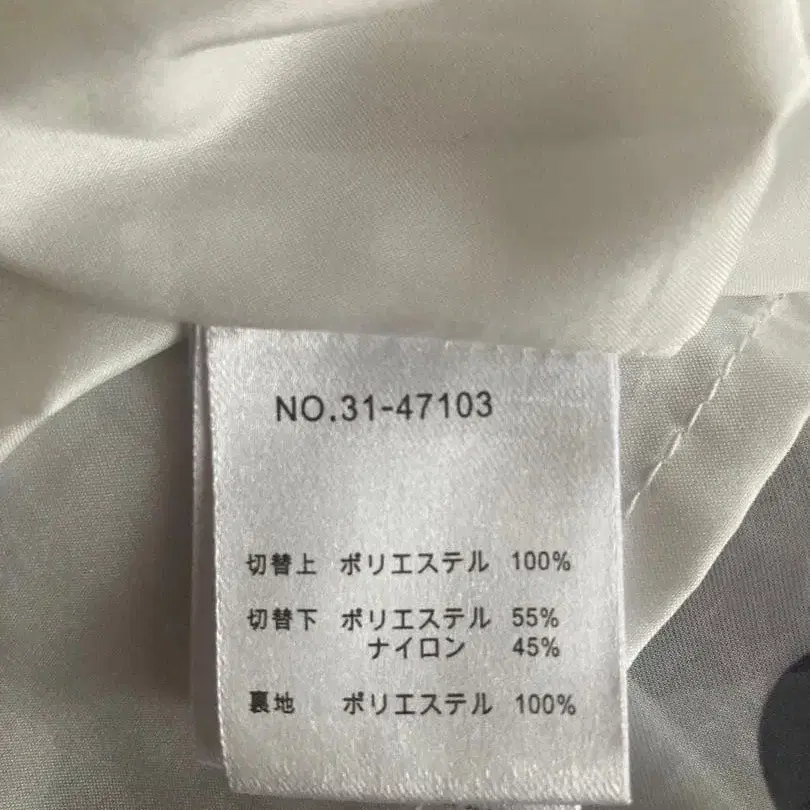 NO.31-47103
切替上 ポリエステル 100%
切替下 ポリエステル 55%
ナイロン 45%
裏地 ポリエステル 100%